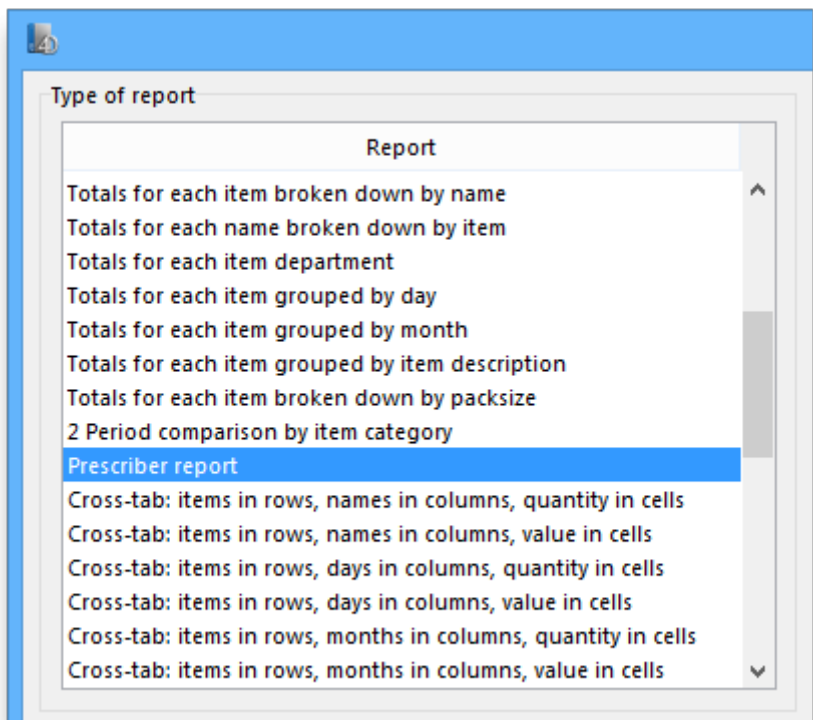 Type of report
Report
Totals for each item broken down by name
Totals for each name broken down by item
Totals for each item department
Totals for each item grouped by day
Totals for each item grouped by month
Totals for each item grouped by item description
Totals for each item broken down by packsize
2 Period comparison by item category
Prescriber report
Cross-tab: items in rows, names in columns, quantity in cells
Cross-tab: items in rows, names in columns, value in cells
Cross-tab: items in rows, days in columns, quantity in cells
Cross-tab: items in rows, days in columns, value in cells
Cross-tab: items in rows, months in columns, quantity in cells
Cross-tab: items in rows, months in columns, value in cells